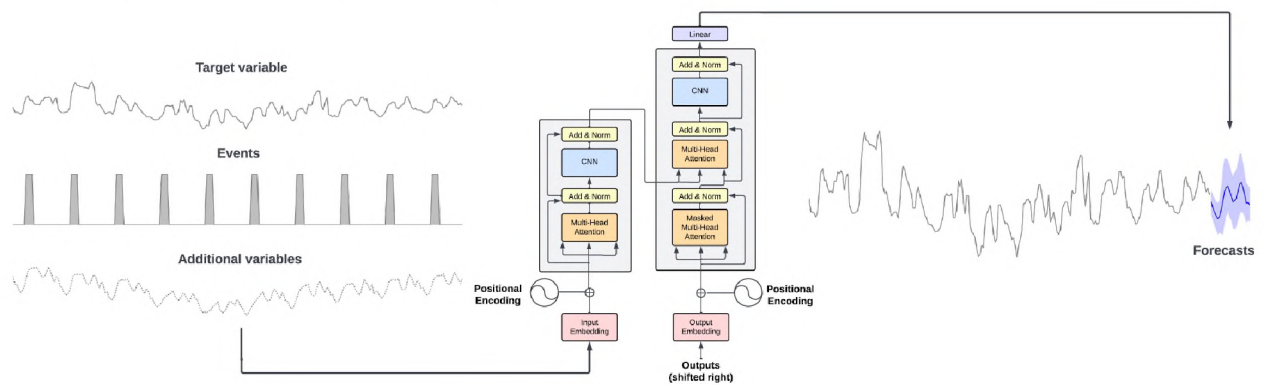 Target variable
Events
Additional variables
Add & Norm
CNN
Add & Norm
Multi-Head
Attention
Positional
Encoding
Input
Embedding
Linear
Add & Norm
CNN
Add & Norm
Multi-Head
Attention
Add & Norm
Masked
Multi-Head
Attention
Positional
Encoding
Output
Embedding
Outputs
(shifted right)
Forecasts